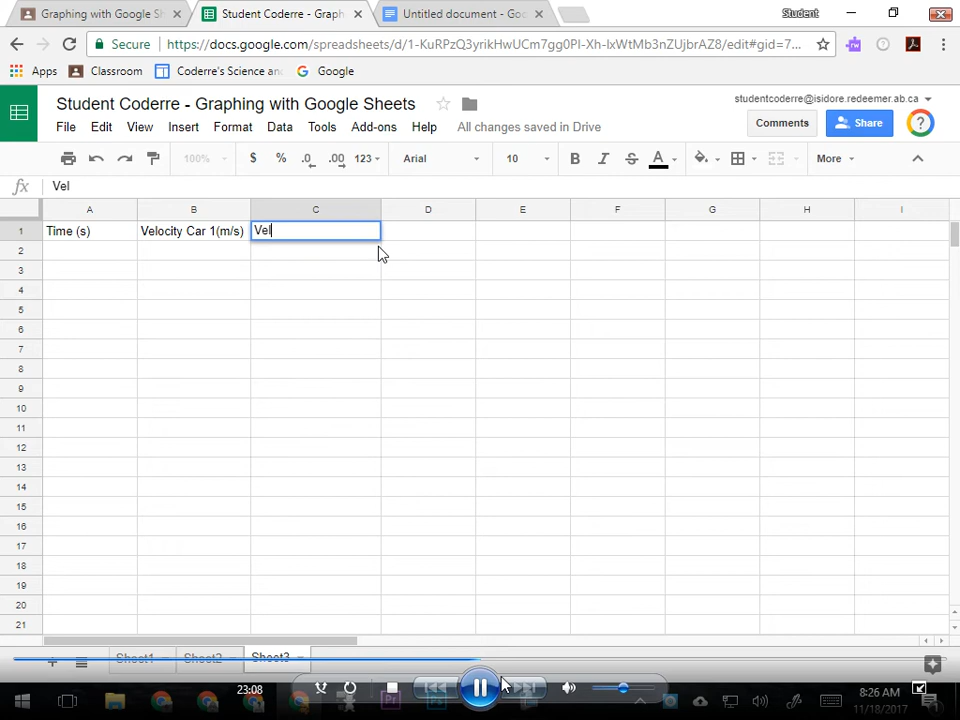 Graphing with Google Sh
Student Coderre - Graph
Untitled document - Goo
Student
Secure
https://docs.google.com/spreadsheets/d/1-KuRPzQ3yrikHwUCm7gg0PI-Xh-lxWtMb3nZUjbrAZ8/edit#gid=7...
Apps
Classroom
Coderre's Science an
Google
Student Coderre - Graphing with Google Sheets
studentcoderre@isidore.redeemer.ab.ca
File Edit View Insert Format Data Tools Add-ons Help All changes saved in Drive
Comments
Share
?
100% $ % .0 .00 123 Arial 10 B I S A More
fx Vel
A B C D E F G H I
1 Time (s) Velocity Car 1(m/s) Vel
2
3
4
5
6
7
8
9
10
11
12
13
14
15
16
17
18
19
20
21
Sheet1 Sheet2 Sheet3
23:08
8:26 AM
11/18/2017